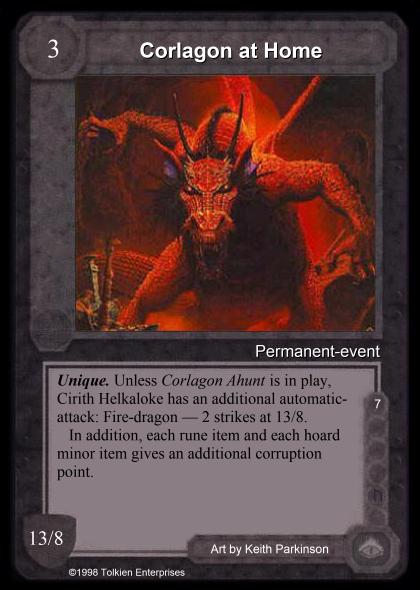 3
Corlagon at Home
Permanent-event
Unique. Unless Corlagon Ahunt is in play,
Cirith Helkaloke has an additional automatic-
attack: Fire-dragon — 2 strikes at 13/8.
In addition, each rune item and each hoard
minor item gives an additional corruption
point.
7
13/8
Art by Keith Parkinson
©1998 Tolkien Enterprises